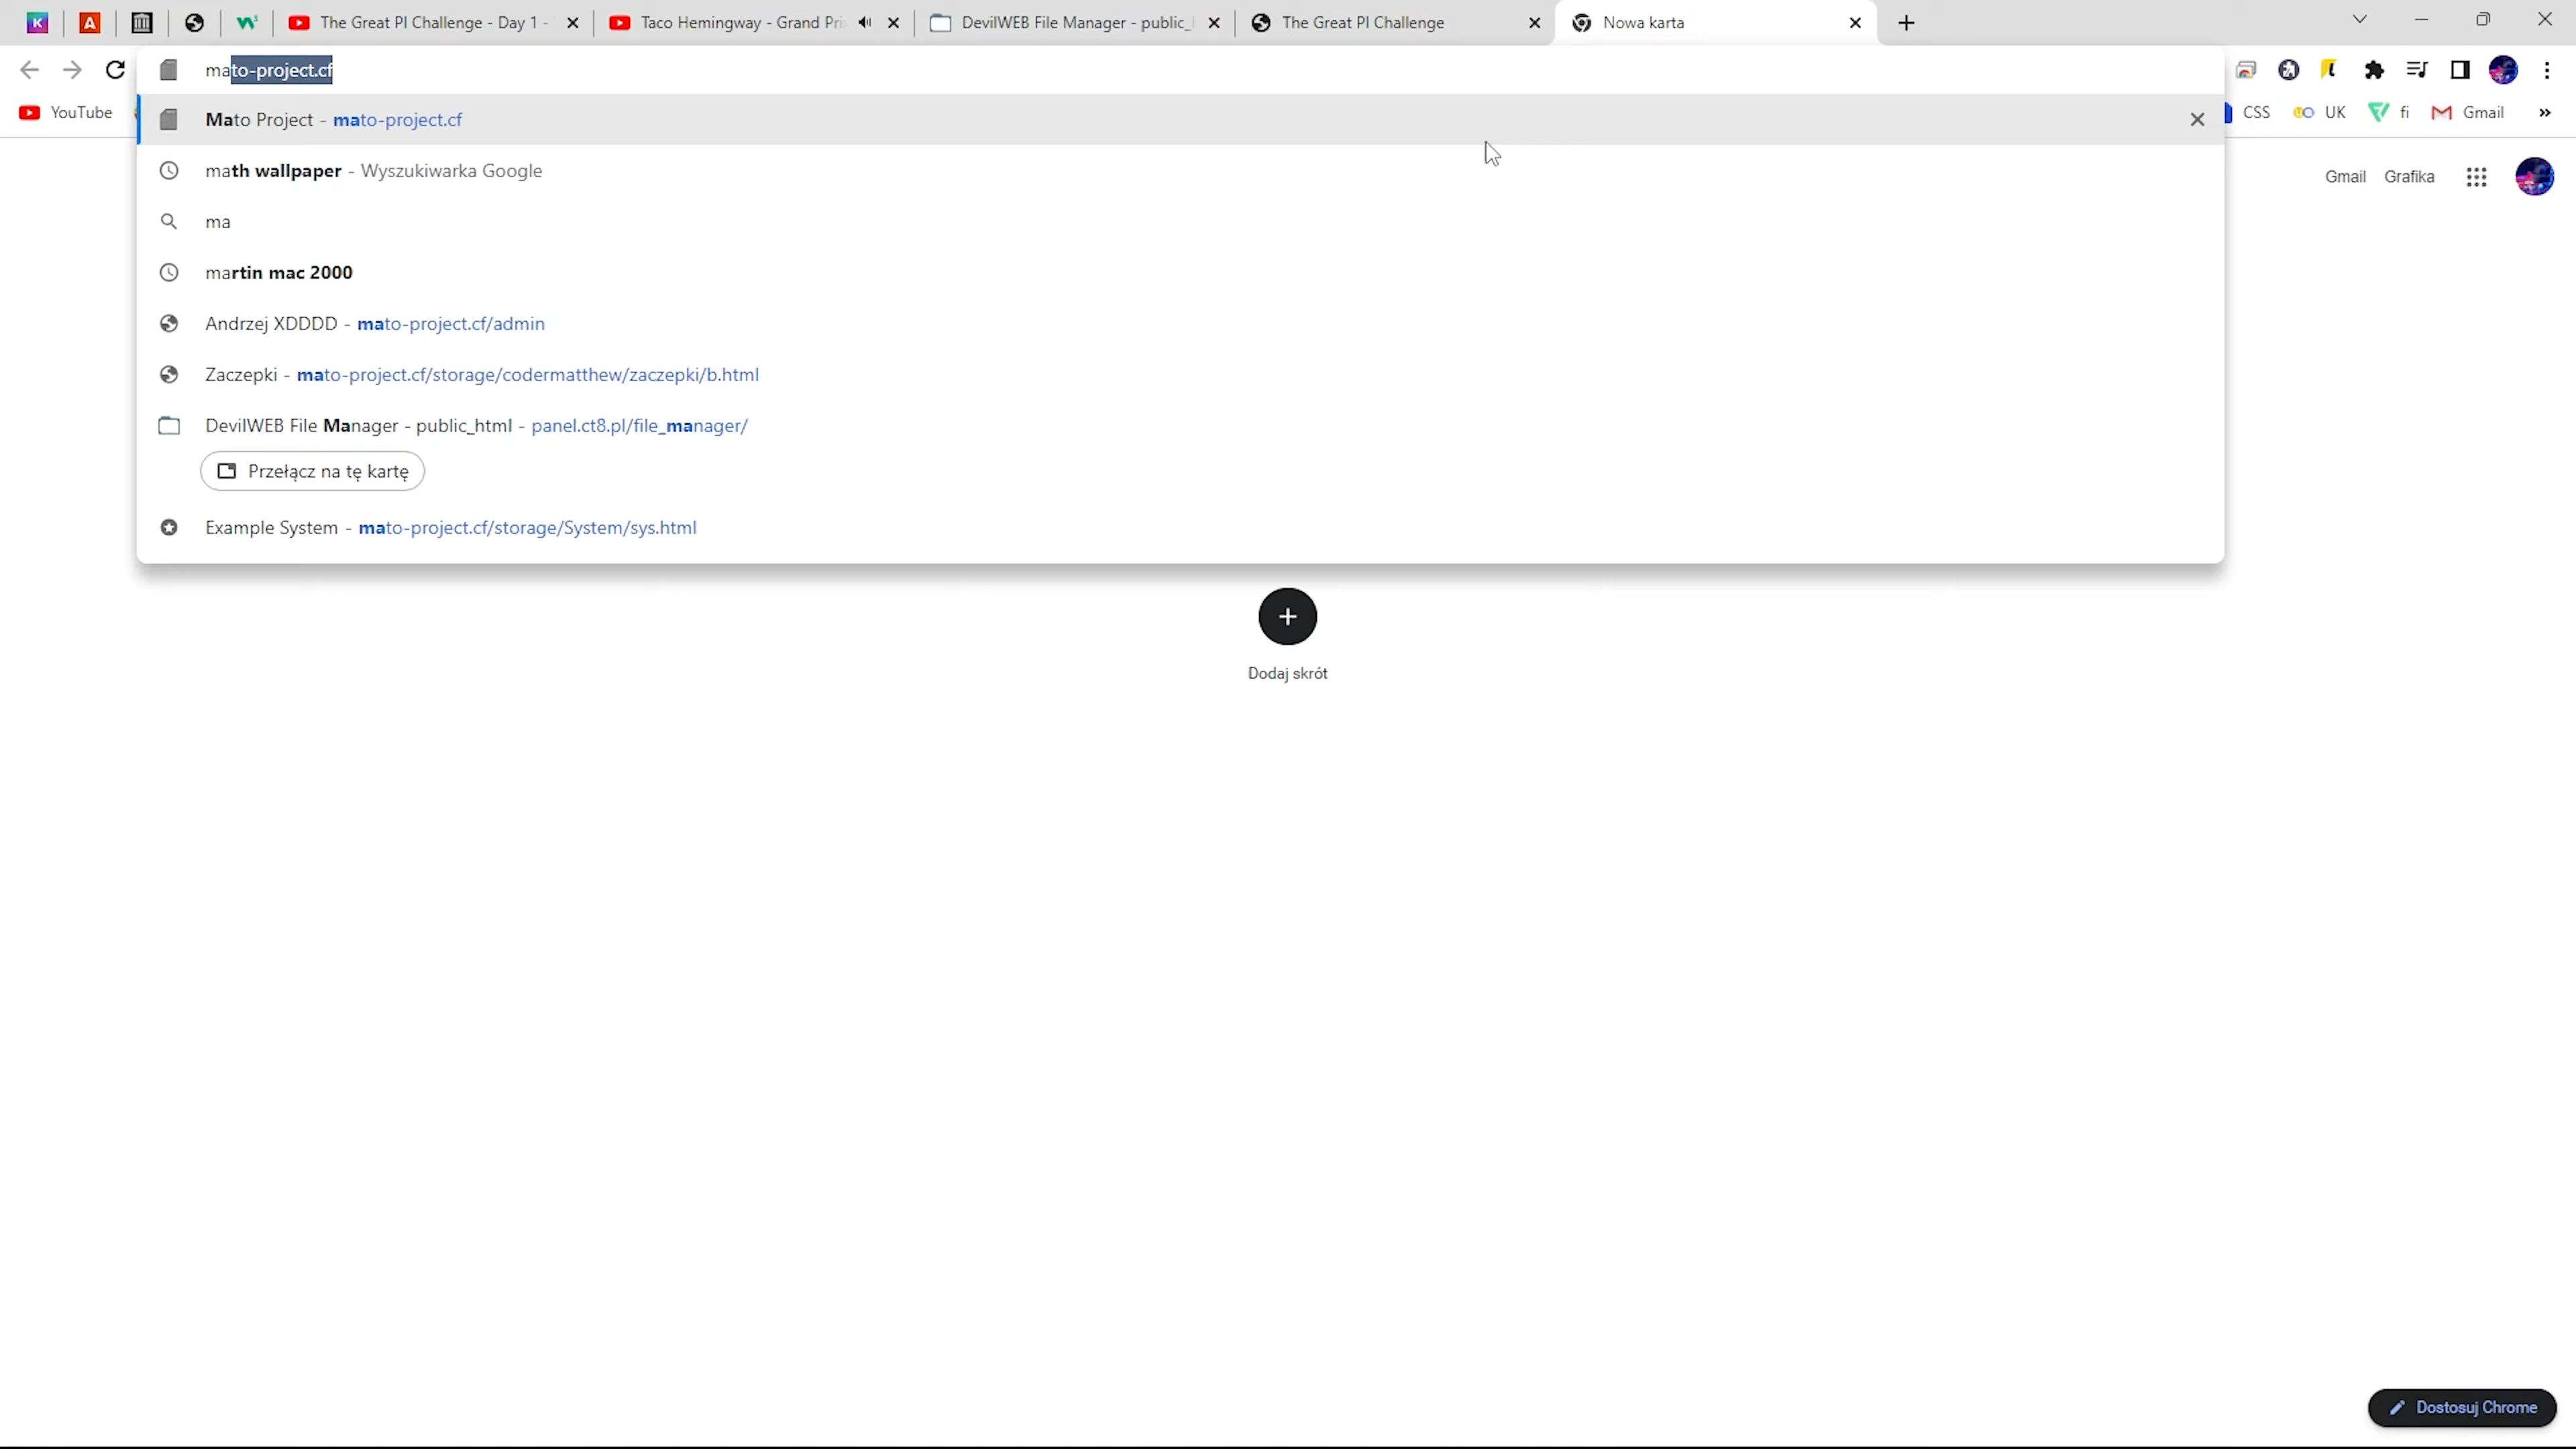 K A The Great PI Challenge - Day 1 - Taco Hemingway - Grand Pri DevilWEB File Manager - public_h The Great PI Challenge Nowa karta
mato-project.cf
YouTube CSS UK fi Gmail »
Mato Project - mato-project.cf
math wallpaper - Wyszukiwarka Google
Gmail Grafika
ma
martin mac 2000
Andrzej XDDDD - mato-project.cf/admin
Zaczepki - mato-project.cf/storage/codermatthew/zaczepki/b.html
DevilWEB File Manager - public_html - panel.ct8.pl/file_manager/
Przełącz na tę kartę
Example System - mato-project.cf/storage/System/sys.html
Dodaj skrót
Dostosuj Chrome